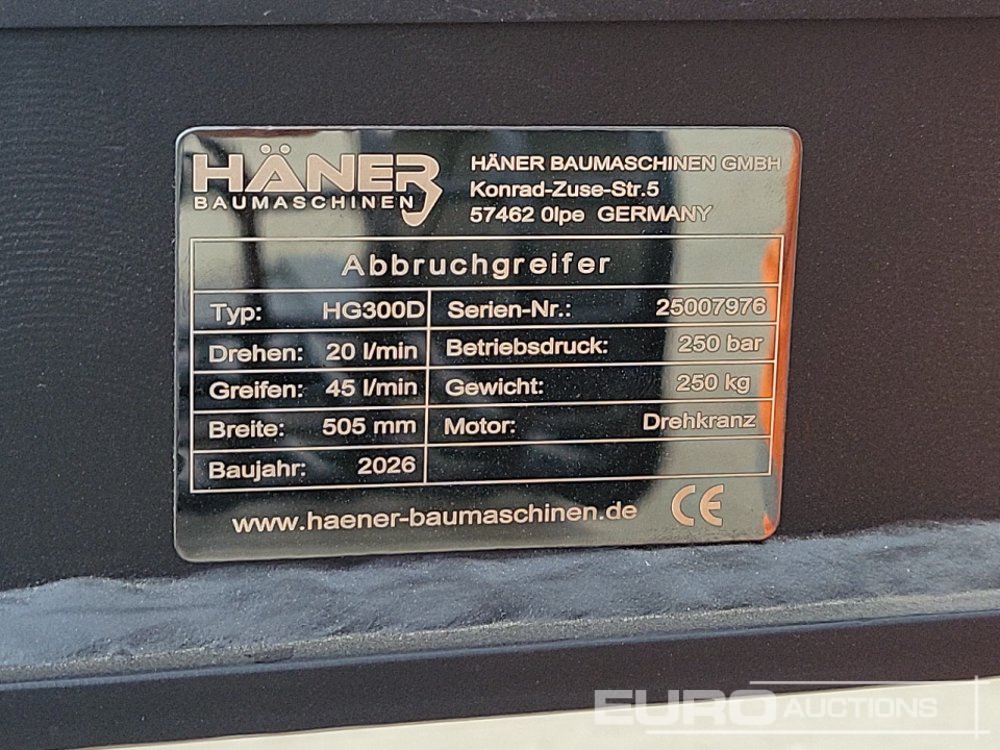 HÄNER
BAUMASCHINEN
HÄNER BAUMASCHINEN GMBH
Konrad-Zuse-Str.5
57462 Olpe GERMANY
Abbruchgreifer
Typ: HG300D Serien-Nr.: 25007976
Drehen: 20 l/min Betriebsdruck: 250 bar
Greifen: 45 l/min Gewicht: 250 kg
Breite: 505 mm Motor: Drehkranz
Baujahr: 2026
www.haener-baumaschinen.de CE
EURO AUCTIONS